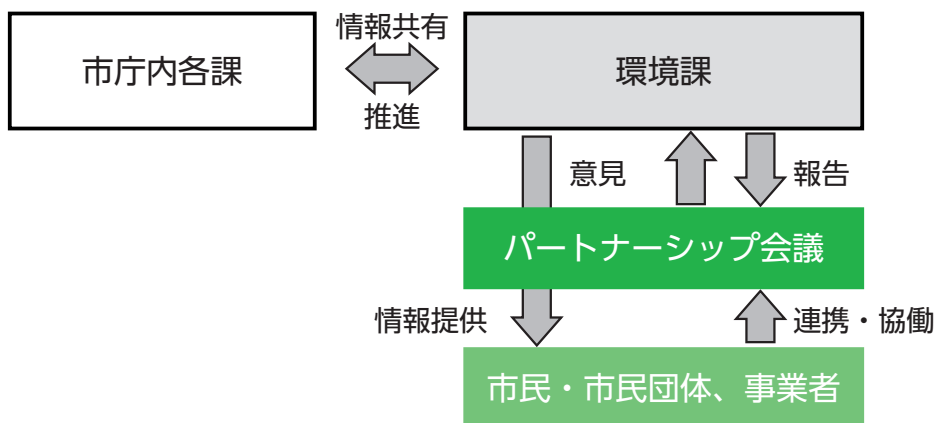 情報共有
市庁内各課
環境課
推進
意見
報告
パートナーシップ会議
情報提供
連携・協働
市民・市民団体、事業者